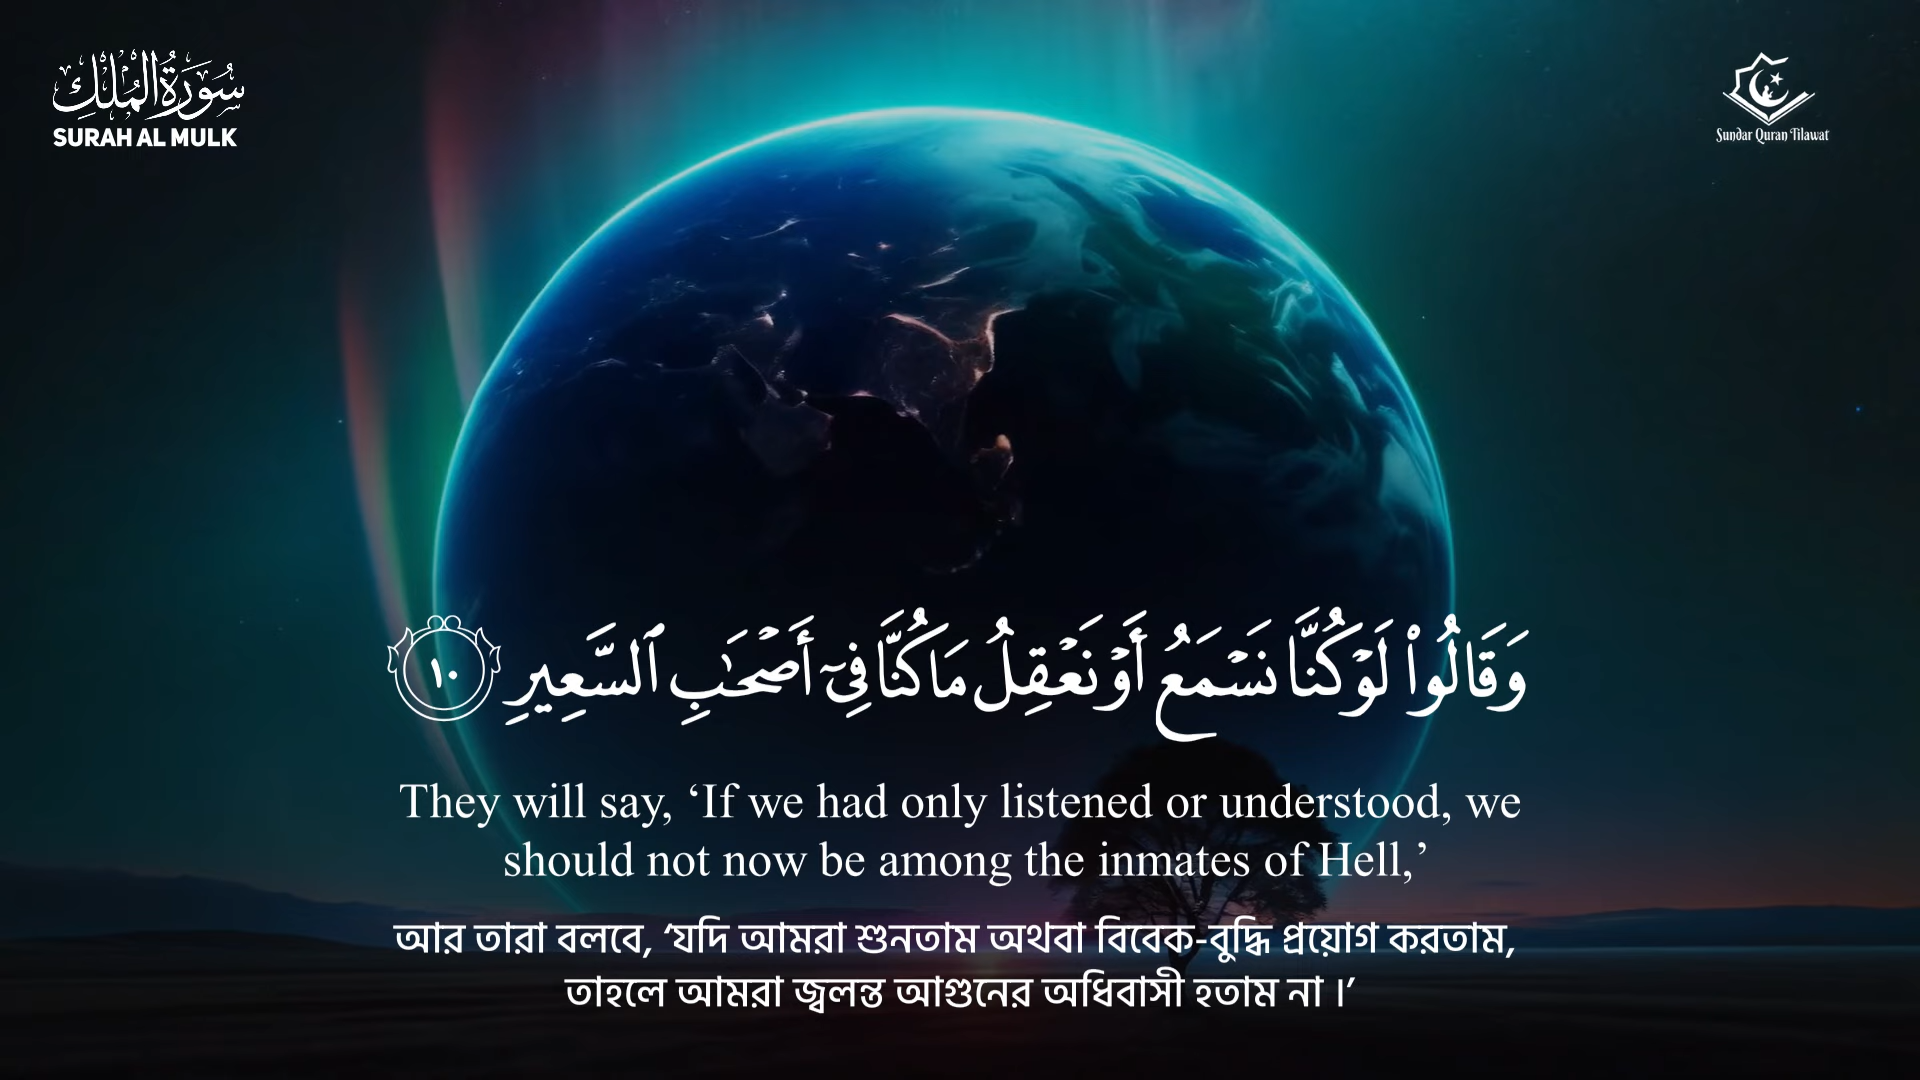 سُورَةُ الْمُلْكِ
SURAH AL MULK
Sundar Quran Tilawat
وَقَالُوا۟ لَوْ كُنَّا نَسْمَعُ أَوْ نَعْقِلُ مَا كُنَّا فِىٓ أَصْحَٰبِ ٱلسَّعِيرِ ١٠
They will say, ‘If we had only listened or understood, we
should not now be among the inmates of Hell,’
আর তারা বলবে, ‘যদি আমরা শুনতাম অথবা বিবেক-বুদ্ধি প্রয়োগ করতাম,
তাহলে আমরা জ্বলন্ত আগুনের অধিবাসী হতাম না ।’